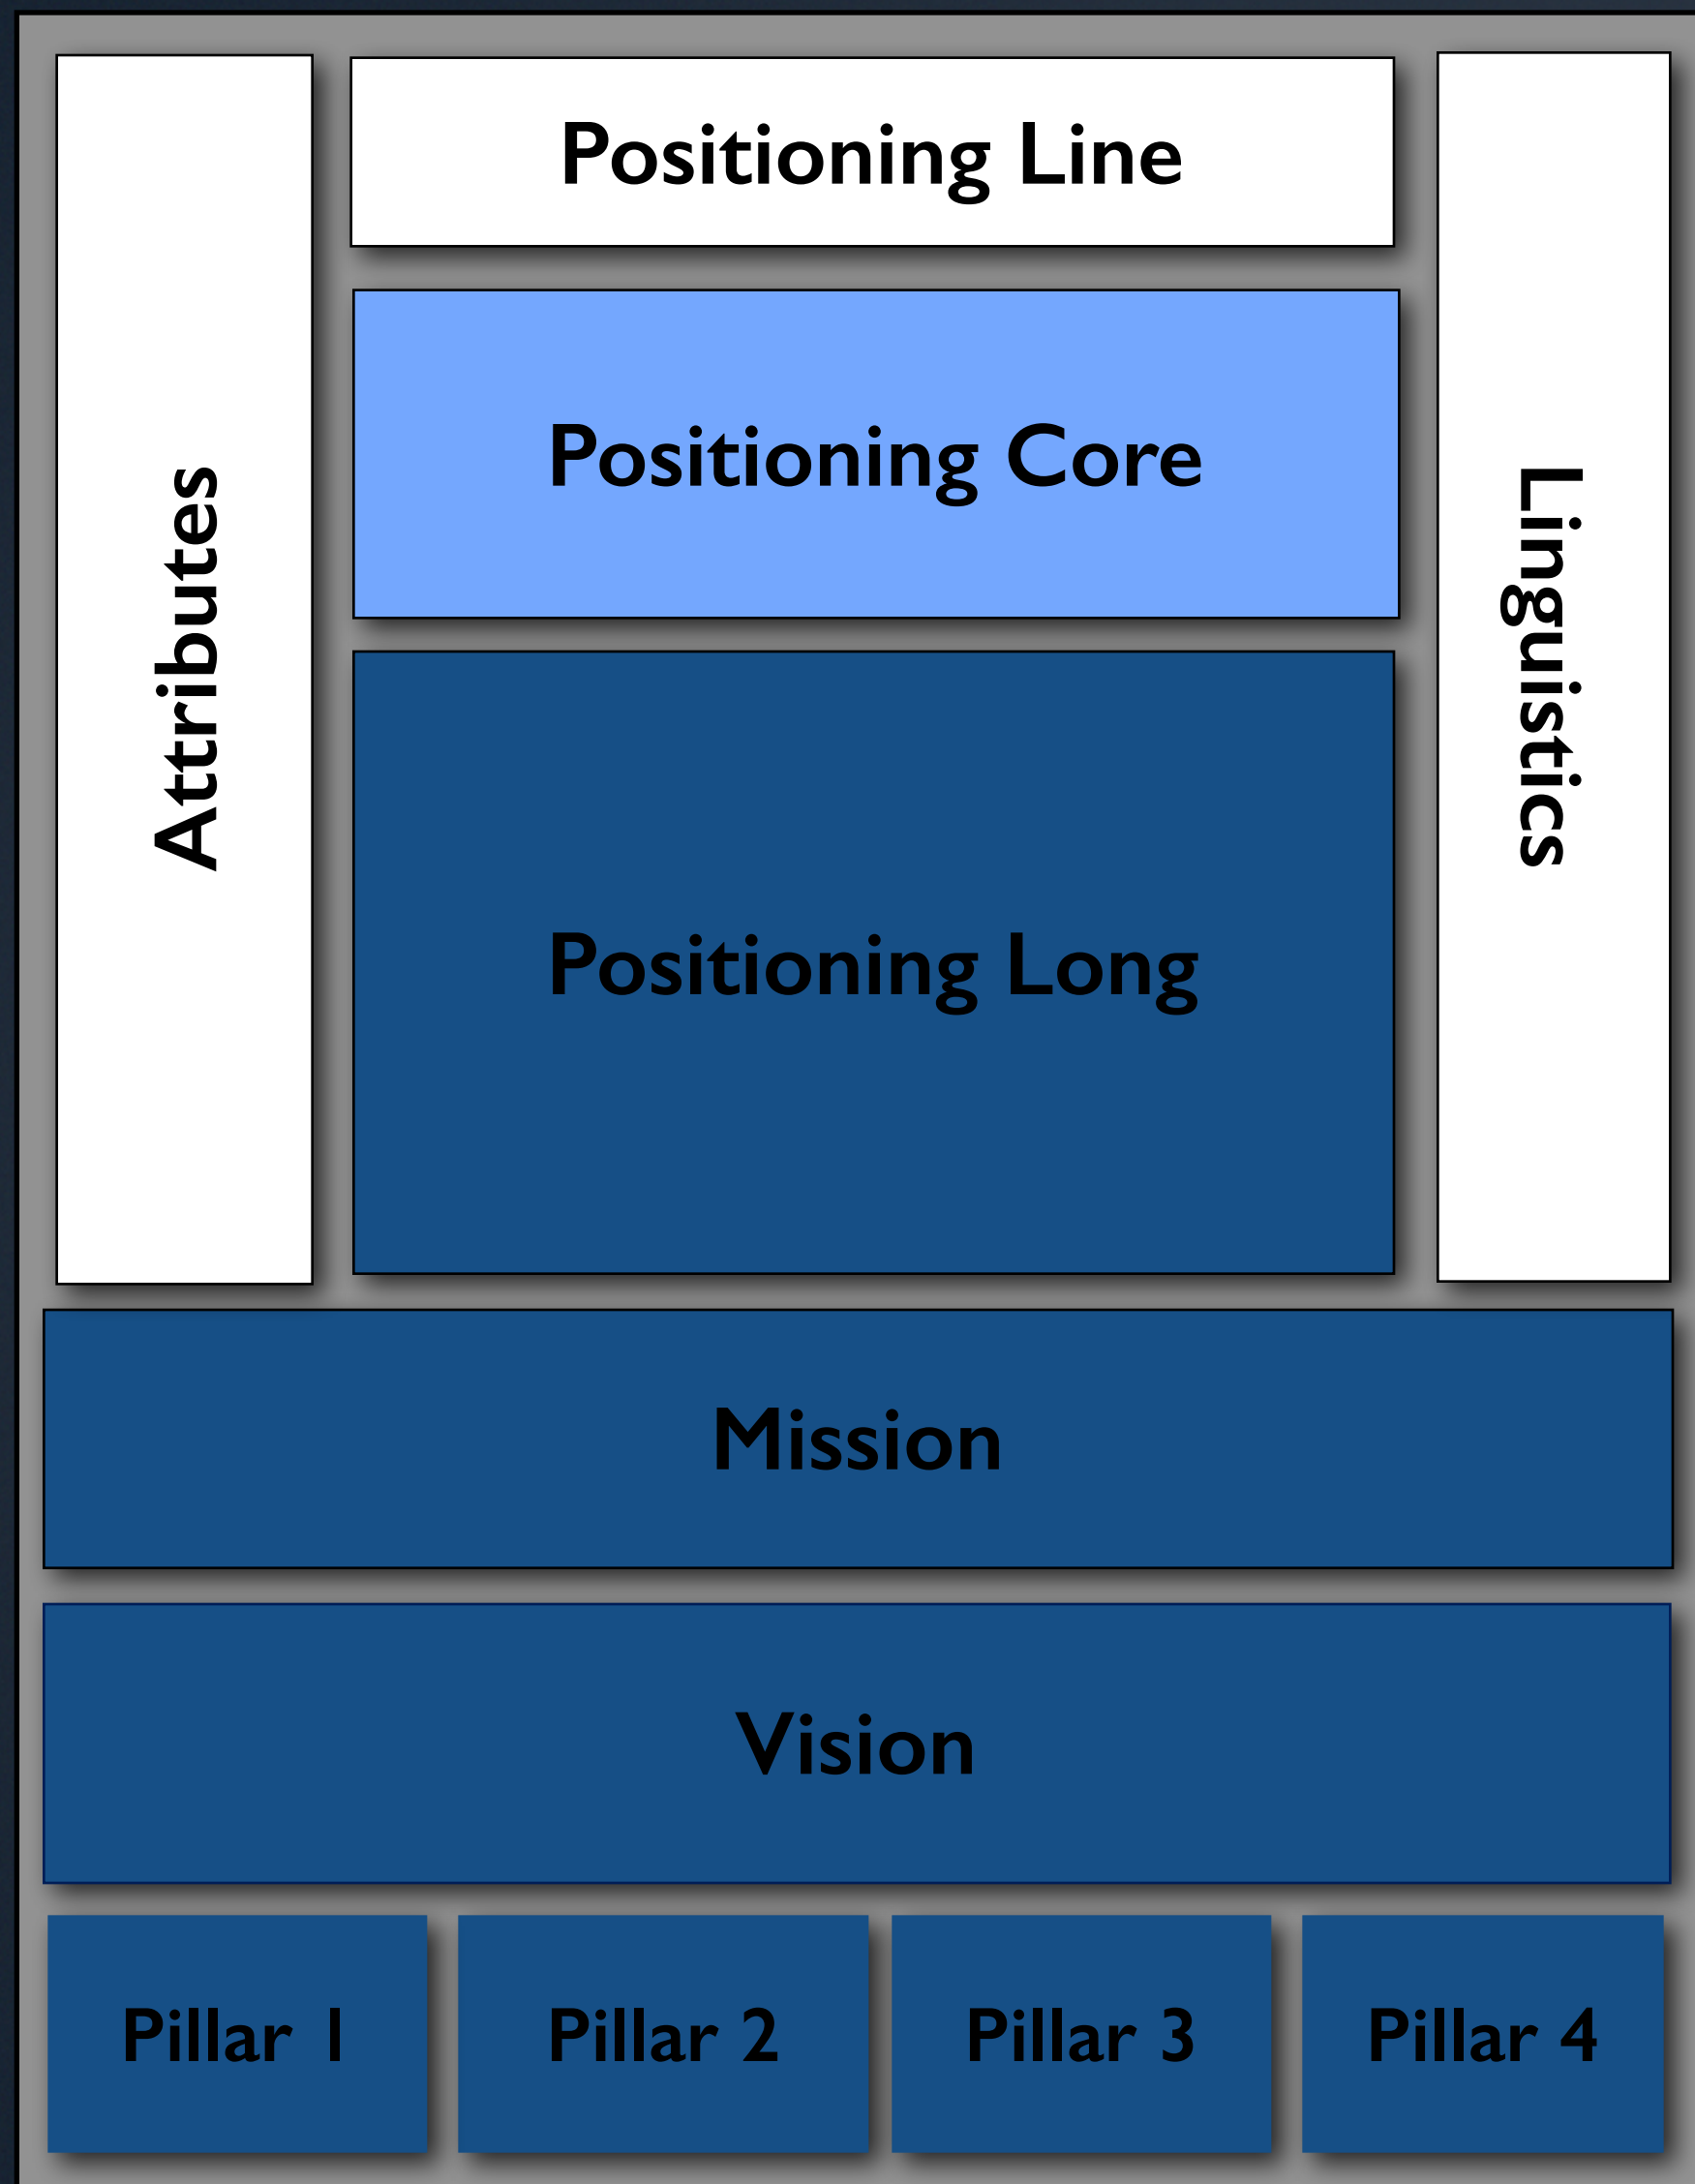 Positioning Line
Attributes
Positioning Core
Linguistics
Positioning Long
Mission
Vision
Pillar 1
Pillar 2
Pillar 3
Pillar 4